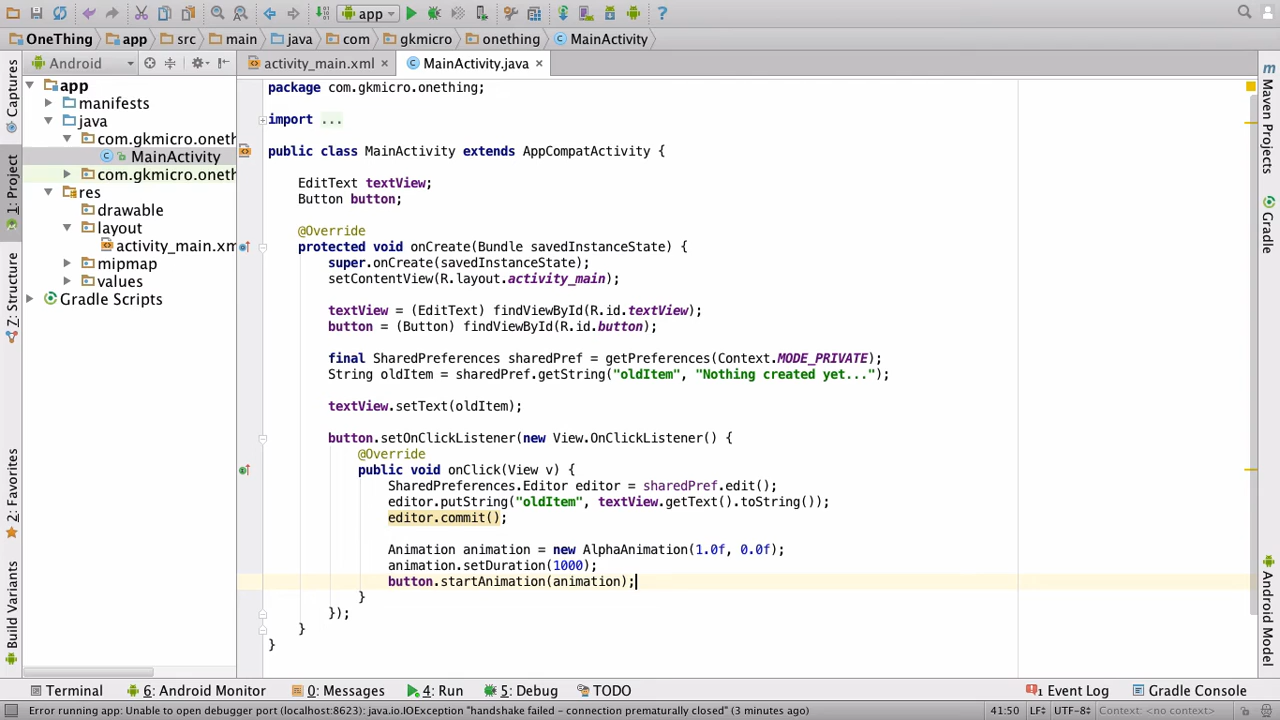 app
OneThing app src main java com gkmicro onething MainActivity
Android
activity_main.xml
MainActivity.java
Captures
1: Project
7: Structure
2: Favorites
Build Variants
app
manifests
java
com.gkmicro.oneth
MainActivity
com.gkmicro.oneth
res
drawable
layout
activity_main.xm
mipmap
values
Gradle Scripts
package com.gkmicro.onething;
import ...
public class MainActivity extends AppCompatActivity {
EditText textView;
Button button;
@Override
protected void onCreate(Bundle savedInstanceState) {
super.onCreate(savedInstanceState);
setContentView(R.layout.activity_main);
textView = (EditText) findViewById(R.id.textView);
button = (Button) findViewById(R.id.button);
final SharedPreferences sharedPref = getPreferences(Context.MODE_PRIVATE);
String oldItem = sharedPref.getString("oldItem", "Nothing created yet...");
textView.setText(oldItem);
button.setOnClickListener(new View.OnClickListener() {
@Override
public void onClick(View v) {
SharedPreferences.Editor editor = sharedPref.edit();
editor.putString("oldItem", textView.getText().toString());
editor.commit();
Animation animation = new AlphaAnimation(1.0f, 0.0f);
animation.setDuration(1000);
button.startAnimation(animation);
}
});
}
}
Maven Projects
Gradle
Android Model
Terminal
6: Android Monitor
0: Messages
4: Run
5: Debug
TODO
1 Event Log
Gradle Console
Error running app: Unable to open debugger port (localhost:8623): java.io.IOException "handshake failed - connection prematurally closed" (3 minutes ago)
41:50 LF UTF-8 Context: <no context>